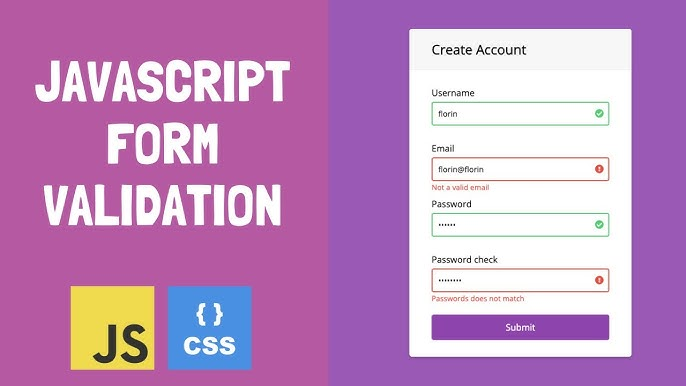 JAVASCRIPT
FORM
VALIDATION
JS
{ }
CSS
Create Account
Username
florin
Email
florin@florin
Not a valid email
Password
••••••
Password check
••••••••
Passwords does not match
Submit